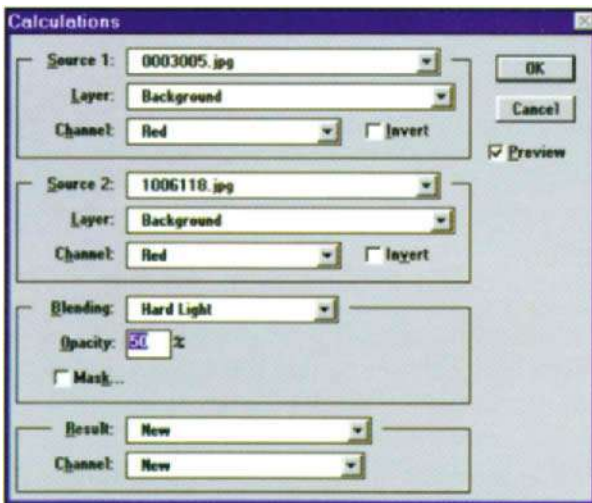 Calculations
Source 1: 0003005.jpg
Layer: Background
Channel: Red Invert
OK
Cancel
Preview
Source 2: 1006118.jpg
Layer: Background
Channel: Red Invert
Blending: Hard Light
Opacity: 50 %
Mask...
Result: New
Channel: New